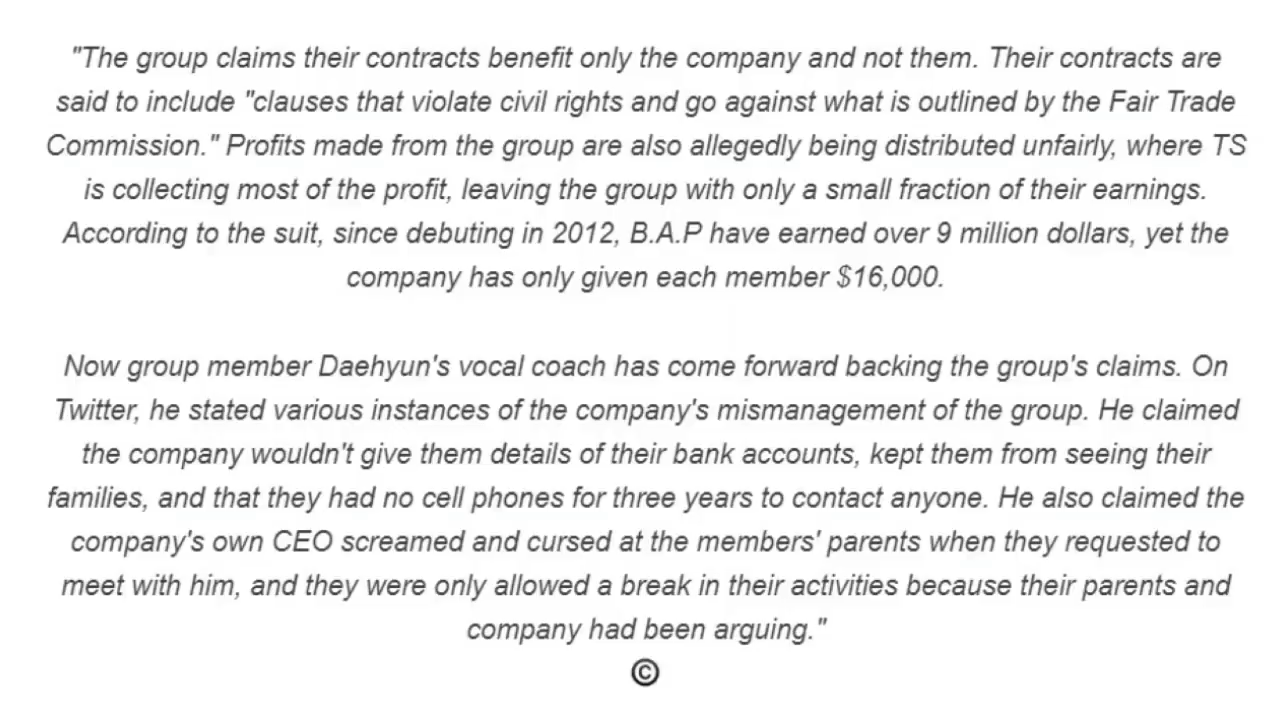 "The group claims their contracts benefit only the company and not them. Their contracts are
said to include "clauses that violate civil rights and go against what is outlined by the Fair Trade
Commission." Profits made from the group are also allegedly being distributed unfairly, where TS
is collecting most of the profit, leaving the group with only a small fraction of their earnings.
According to the suit, since debuting in 2012, B.A.P have earned over 9 million dollars, yet the
company has only given each member $16,000.
Now group member Daehyun's vocal coach has come forward backing the group's claims. On
Twitter, he stated various instances of the company's mismanagement of the group. He claimed
the company wouldn't give them details of their bank accounts, kept them from seeing their
families, and that they had no cell phones for three years to contact anyone. He also claimed the
company's own CEO screamed and cursed at the members' parents when they requested to
meet with him, and they were only allowed a break in their activities because their parents and
company had been arguing."
©